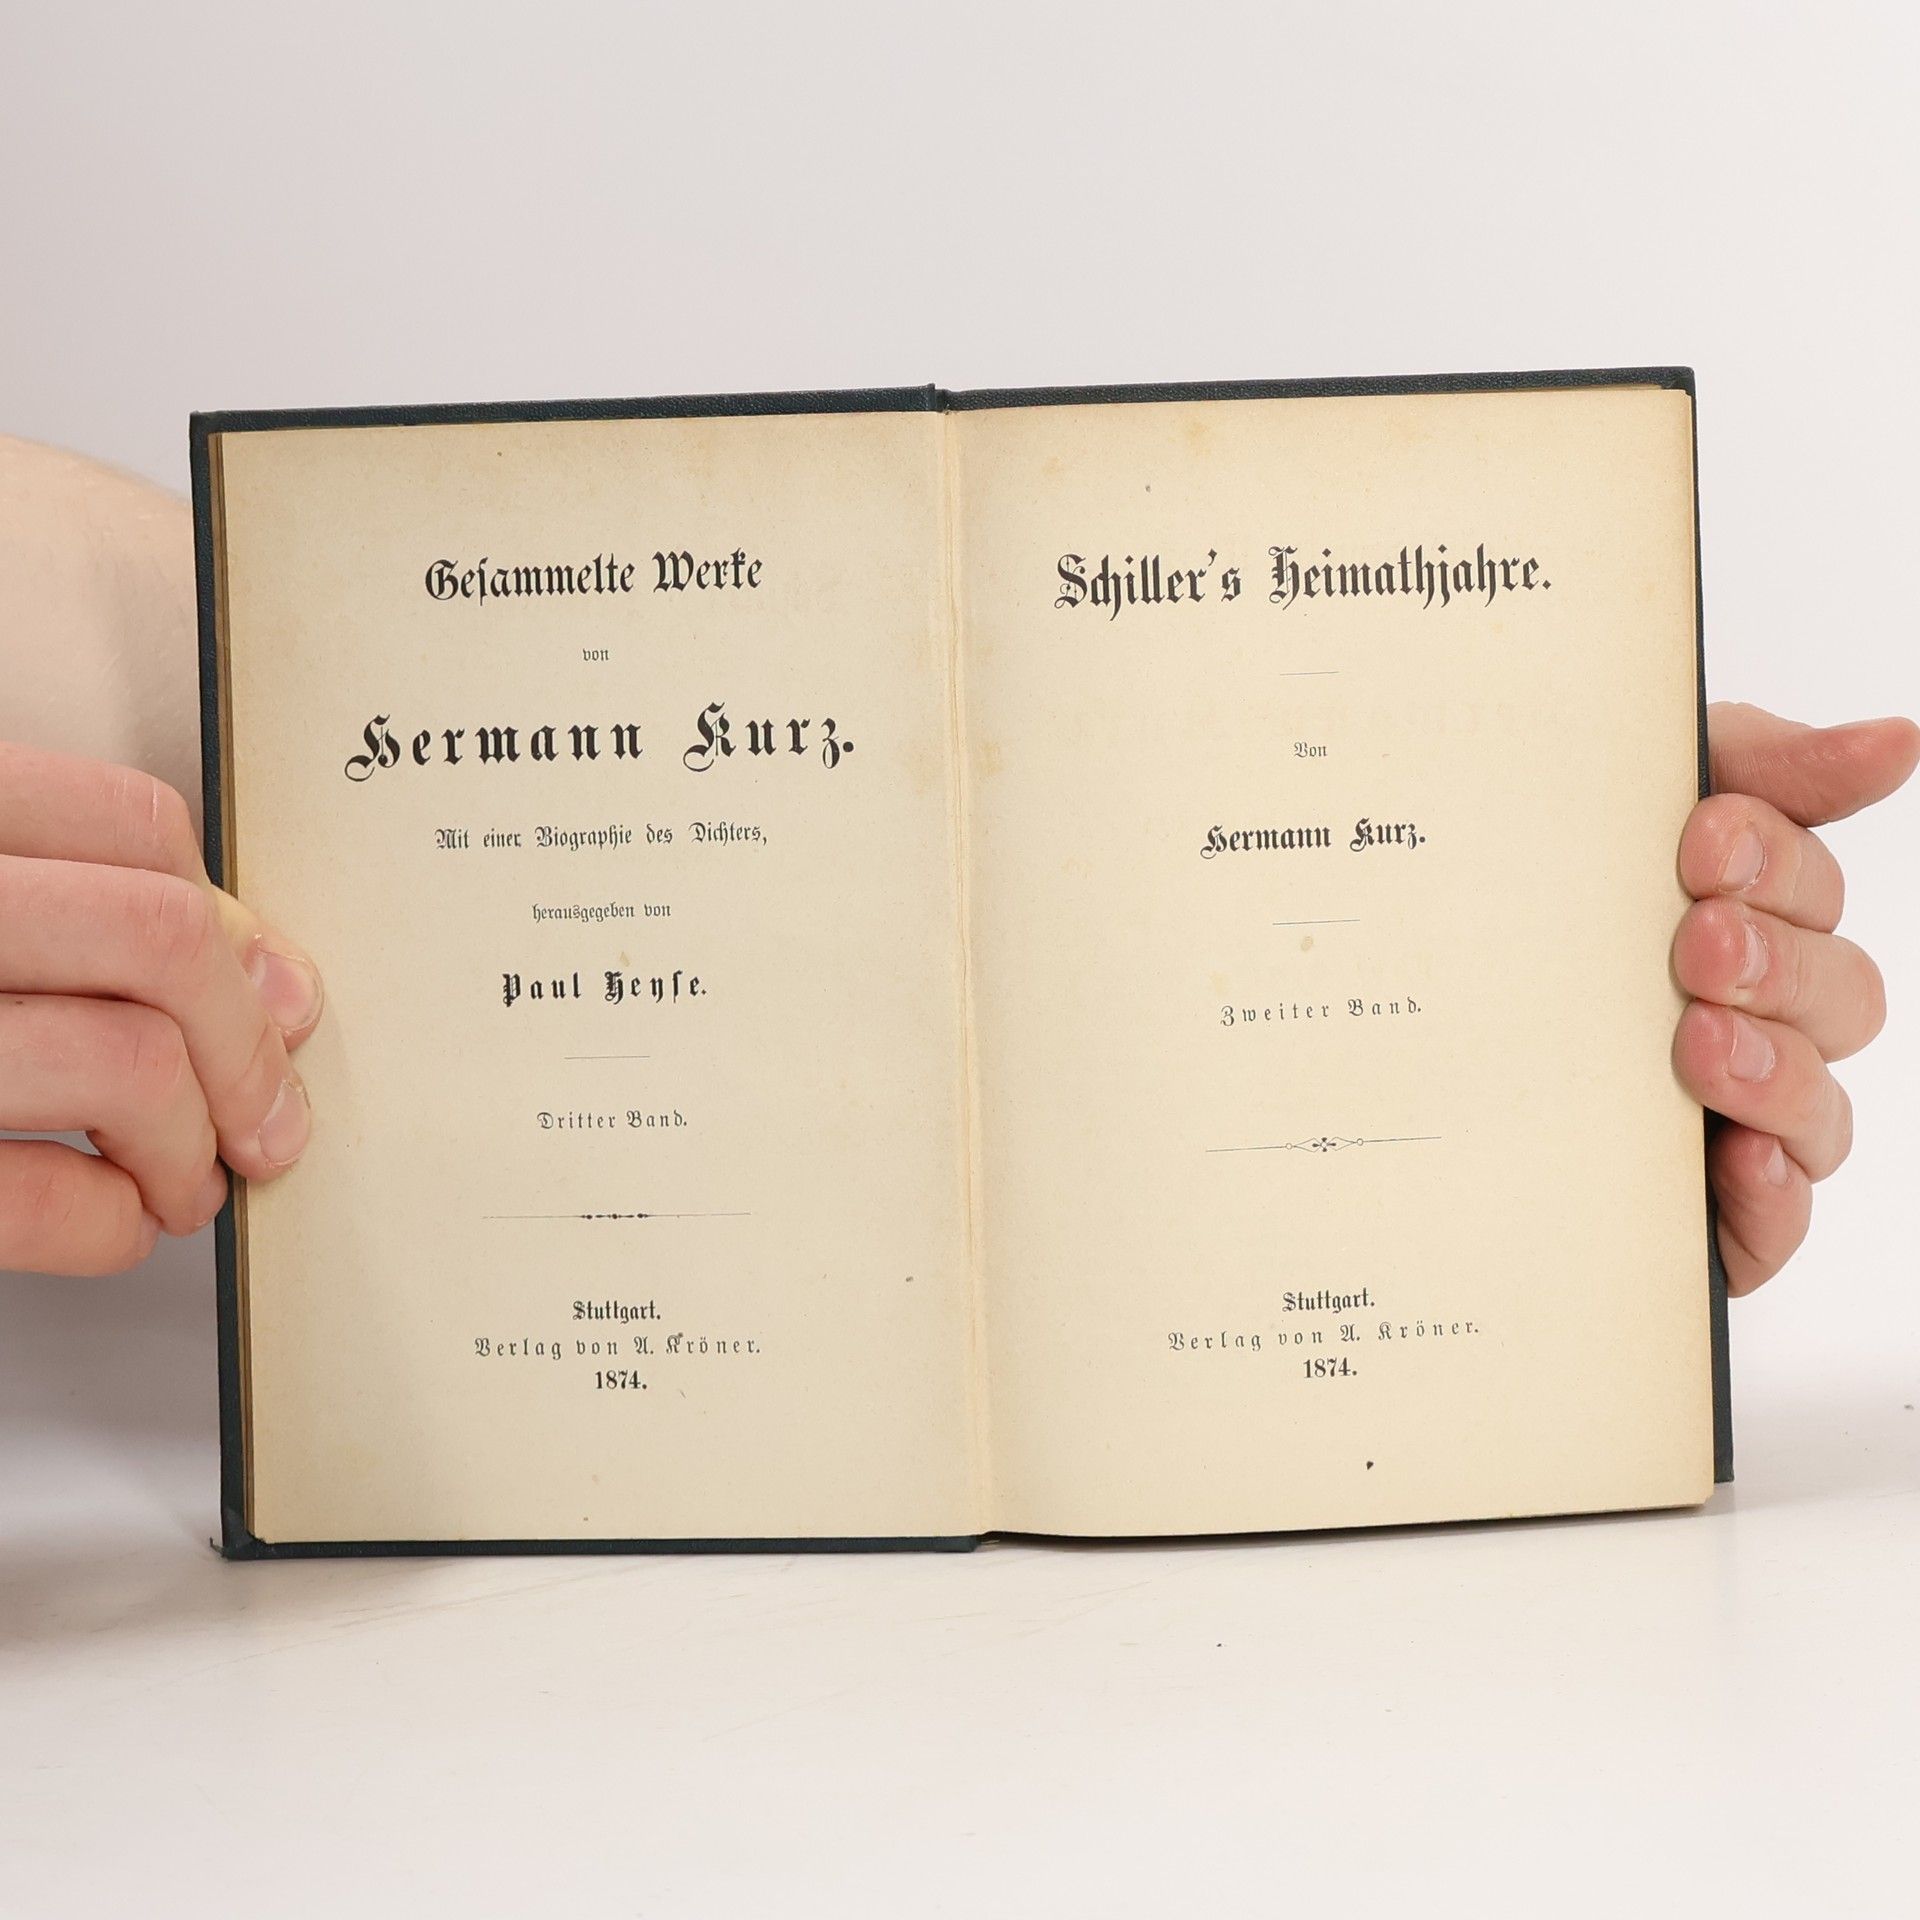 Gesammelte Werke
von
Hermann Kurz.
Mit einer Biographie des Dichters,
herausgegeben von
Paul Heyse.
Dritter Band.
Stuttgart.
Verlag von A. Kröner.
1874.
Schiller's Heimathjahre.
Von
Hermann Kurz.
Zweiter Band.
Stuttgart.
Verlag von A. Kröner.
1874.